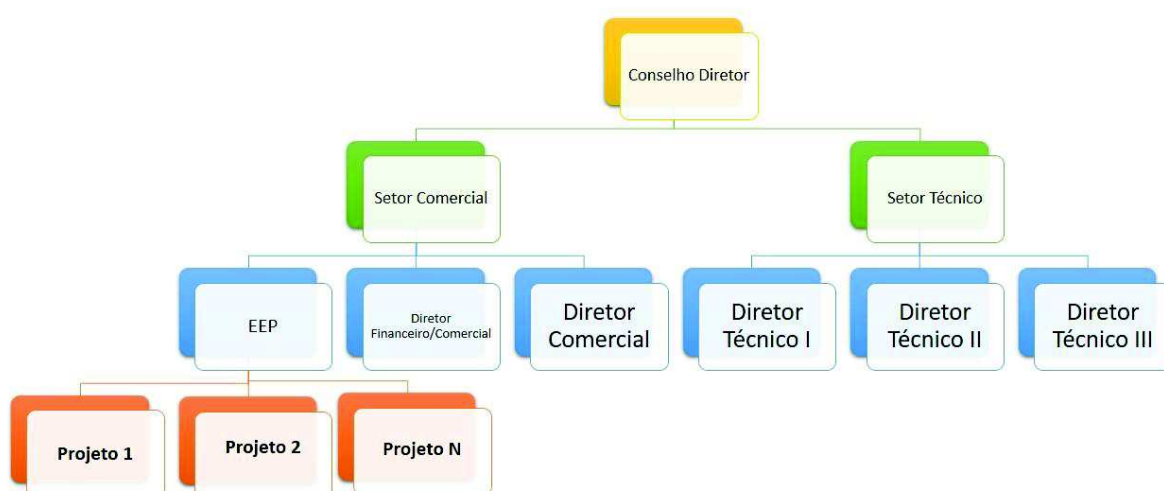 Conselho Diretor
Setor Comercial
Setor Técnico
EEP
Diretor
Financeiro/Comercial
Diretor
Comercial
Diretor
Técnico I
Diretor
Técnico II
Diretor
Técnico III
Projeto 1
Projeto 2
Projeto N